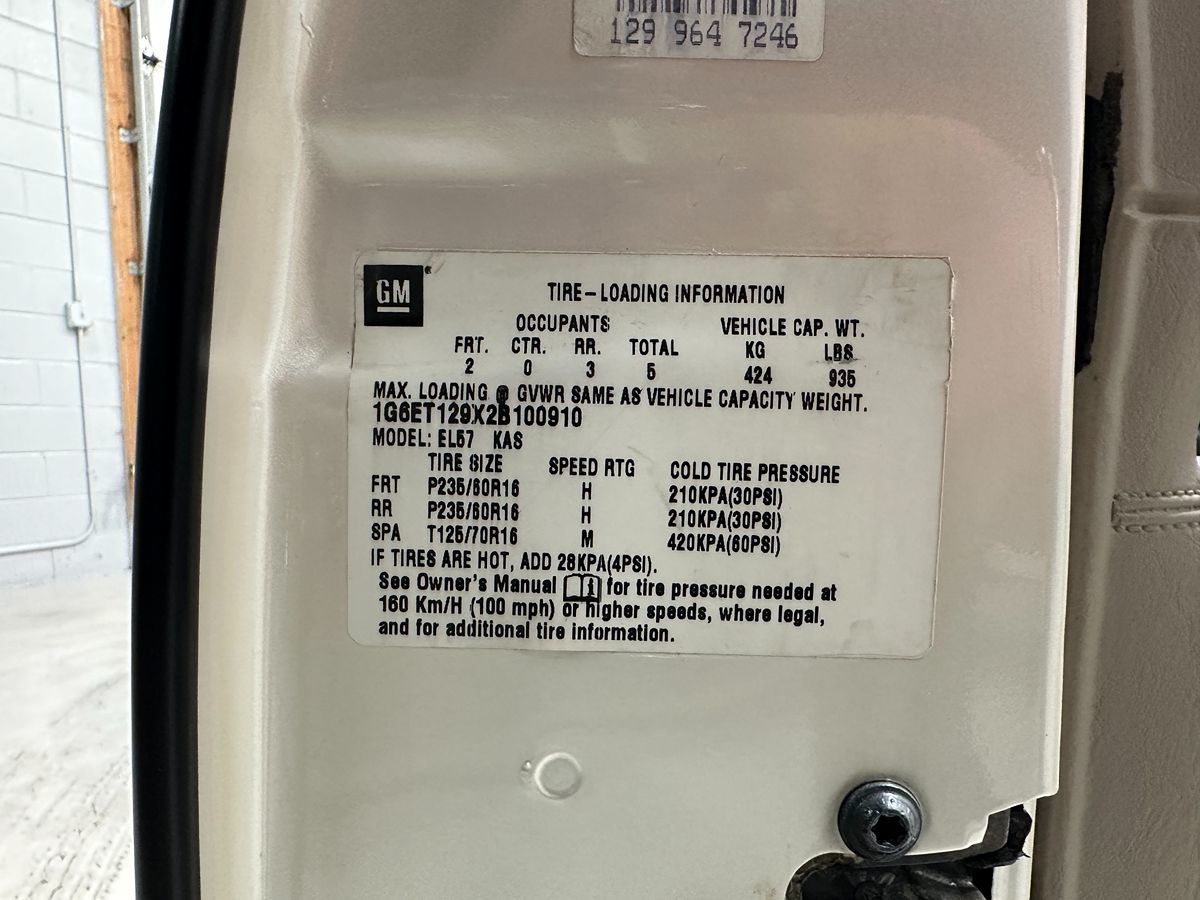 129 964 7246
GM
TIRE-LOADING INFORMATION
OCCUPANTS VEHICLE CAP. WT.
FRT. CTR. RR. TOTAL KG LBS
2 0 3 5 424 935
MAX. LOADING @ GVWR SAME AS VEHICLE CAPACITY WEIGHT.
1G6ET129X2B100910
MODEL: EL57 KAS
TIRE SIZE SPEED RTG COLD TIRE PRESSURE
FRT P235/60R16 H 210KPA(30PSI)
RR P235/60R16 H 210KPA(30PSI)
SPA T125/70R16 M 420KPA(60PSI)
IF TIRES ARE HOT, ADD 28KPA(4PSI).
See Owner's Manual for tire pressure needed at
160 Km/H (100 mph) or higher speeds, where legal,
and for additional tire information.